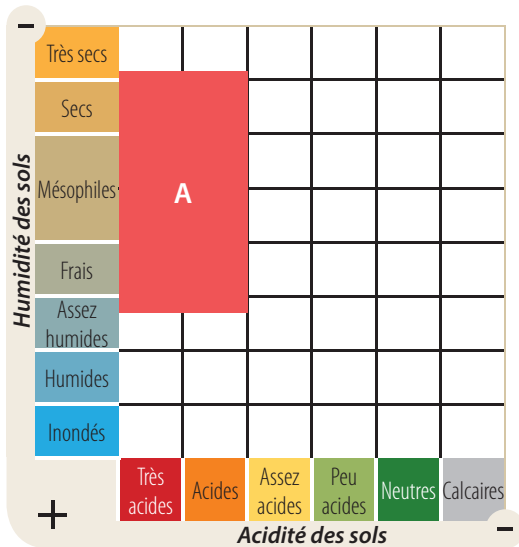 −
Très secs
Secs
Mésophiles
Frais
Assez
humides
Humides
Inondés
Humidité des sols
A
+
Très
acides
Acides
Assez
acides
Peu
acides
Neutres
Calcaires
Acidité des sols
−